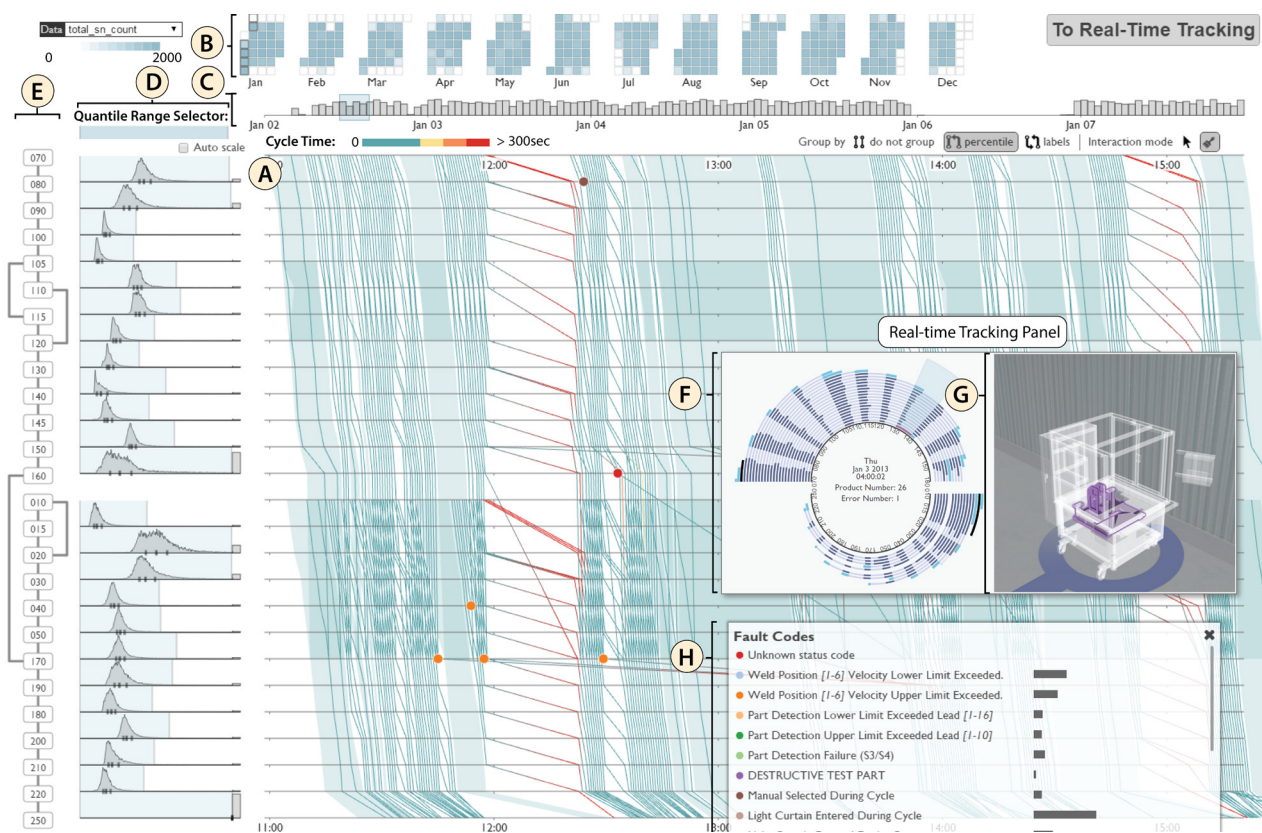 Data total_sn_count
0 2000
B
To Real-Time Tracking
Jan Feb Mar Apr May Jun Jul Aug Sep Oct Nov Dec
E D C
Quantile Range Selector:
Jan 02 Jan 03 Jan 04 Jan 05 Jan 06 Jan 07
Auto scale
Cycle Time: 0 > 300sec
Group by do not group percentile labels Interaction mode
A
12:00 13:00 14:00 15:00
070
080
090
100
105
110
115
120
130
140
145
150
160
010
015
020
030
040
050
170
190
180
200
210
220
250
Real-time Tracking Panel
F
G
Thu
Jan 3 2013
04:00:02
Product Number: 26
Error Number: 1
H
Fault Codes
Unknown status code
Weld Position [1-6] Velocity Lower Limit Exceeded.
Weld Position [1-6] Velocity Upper Limit Exceeded.
Part Detection Lower Limit Exceeded Lead [1-16]
Part Detection Upper Limit Exceeded Lead [1-10]
Part Detection Failure (S3/S4)
DESTRUCTIVE TEST PART
Manual Selected During Cycle
Light Curtain Entered During Cycle
11:00 12:00 13:00 14:00 15:00